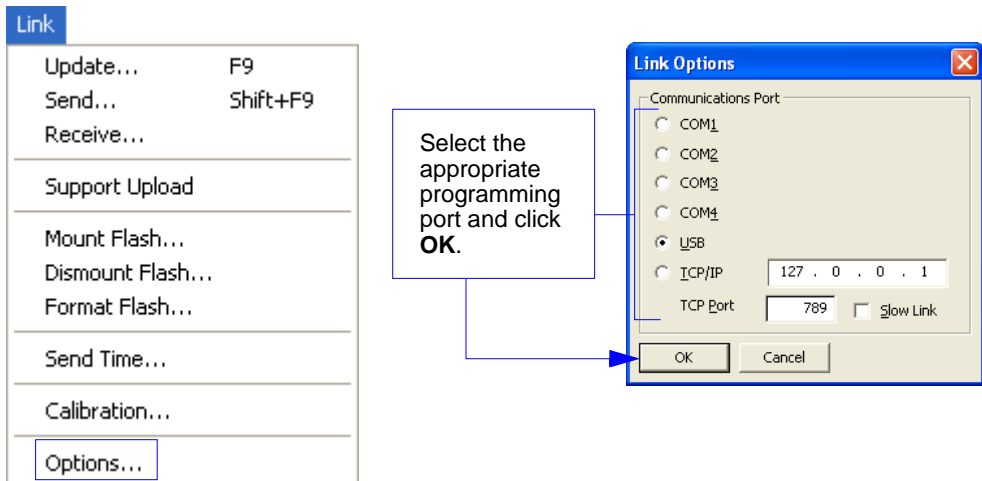 Link
Update... F9
Send... Shift+F9
Receive...
Support Upload
Mount Flash...
Dismount Flash...
Format Flash...
Send Time...
Calibration...
Options...
Select the
appropriate
programming
port and click
OK.
Link Options
Communications Port
COM1
COM2
COM3
COM4
USB
TCP/IP 127 . 0 . 0 . 1
TCP Port 789 Slow Link
OK Cancel